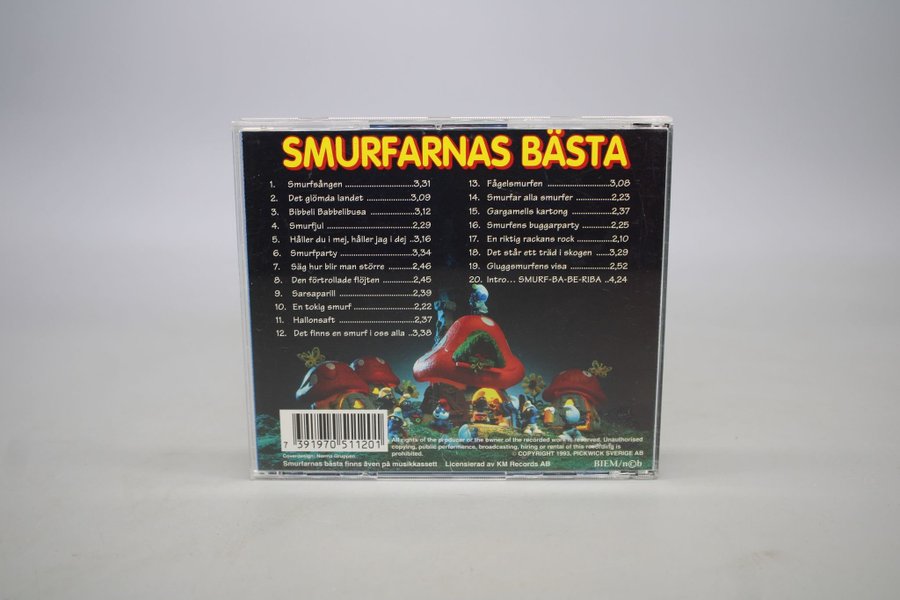 SMURFARNAS BÄSTA
1. Smurfsången 3,31
2. Det glömda landet 3,09
3. Bibbeli Babbelibusa 3,12
4. Smurfjul 2,29
5. Håller du i mej, håller jag i dej 3,16
6. Smurfparty 3,34
7. Säg hur blir man större 2,46
8. Den förtrollade flöjten 2,45
9. Sarsaparill 2,39
10. En tokig smurf 2,22
11. Hallonsaft 2,37
12. Det finns en smurf i oss alla 3,38
13. Fågelsmurfen 3,08
14. Smurfar alla smurfer 2,23
15. Gargamells kartong 2,37
16. Smurfens buggarparty 2,25
17. En riktig rackans rock 2,10
18. Det står ett träd i skogen 3,29
19. Gluggsmurfens visa 2,52
20. Intro... SMURF-BA-BE-RIBA 4,24
7 391970 511201
All rights of the producer or the owner of the recorded work is reserved. Unauthorised
copying, public performance, broadcasting, hiring or rental of this recording is
prohibited.
© COPYRIGHT 1993, PICKWICK SVERIGE AB
Coverdesign: Norma Gruppen
Smurfarnas bästa finns även på musikkassett Licensierad av KM Records AB
BIEM/n©b